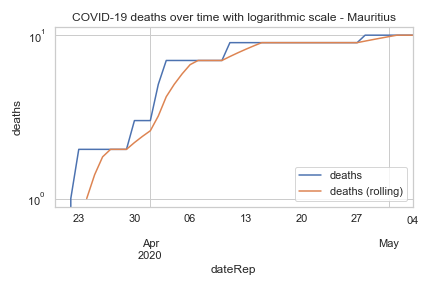 COVID-19 deaths over time with logarithmic scale - Mauritius
10¹
deaths
10⁰
deaths
deaths (rolling)
23 30 06 13 20 27 04
Apr May
2020
dateRep